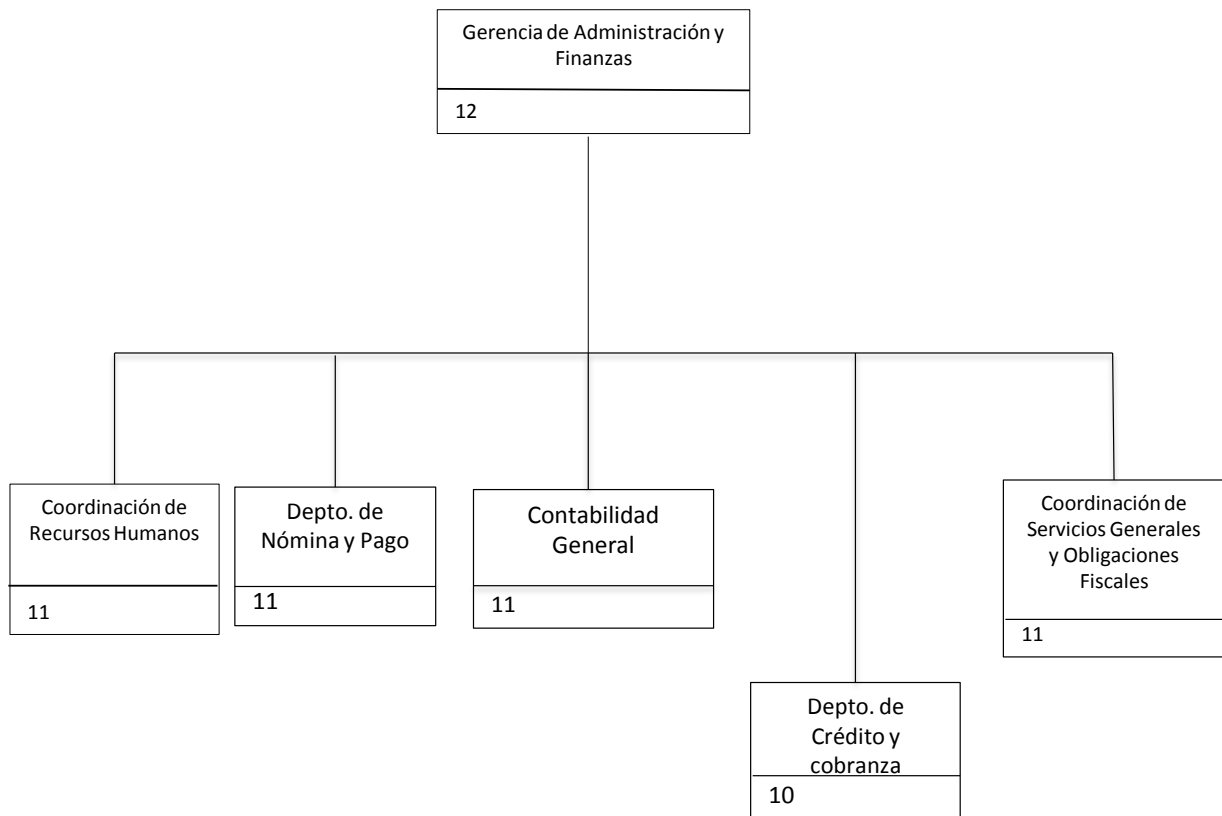 Gerencia de Administración y
Finanzas
12
Coordinación de
Recursos Humanos
11
Depto. de
Nómina y Pago
11
Contabilidad
General
11
Coordinación de
Servicios Generales
y Obligaciones
Fiscales
11
Depto. de
Crédito y
cobranza
10